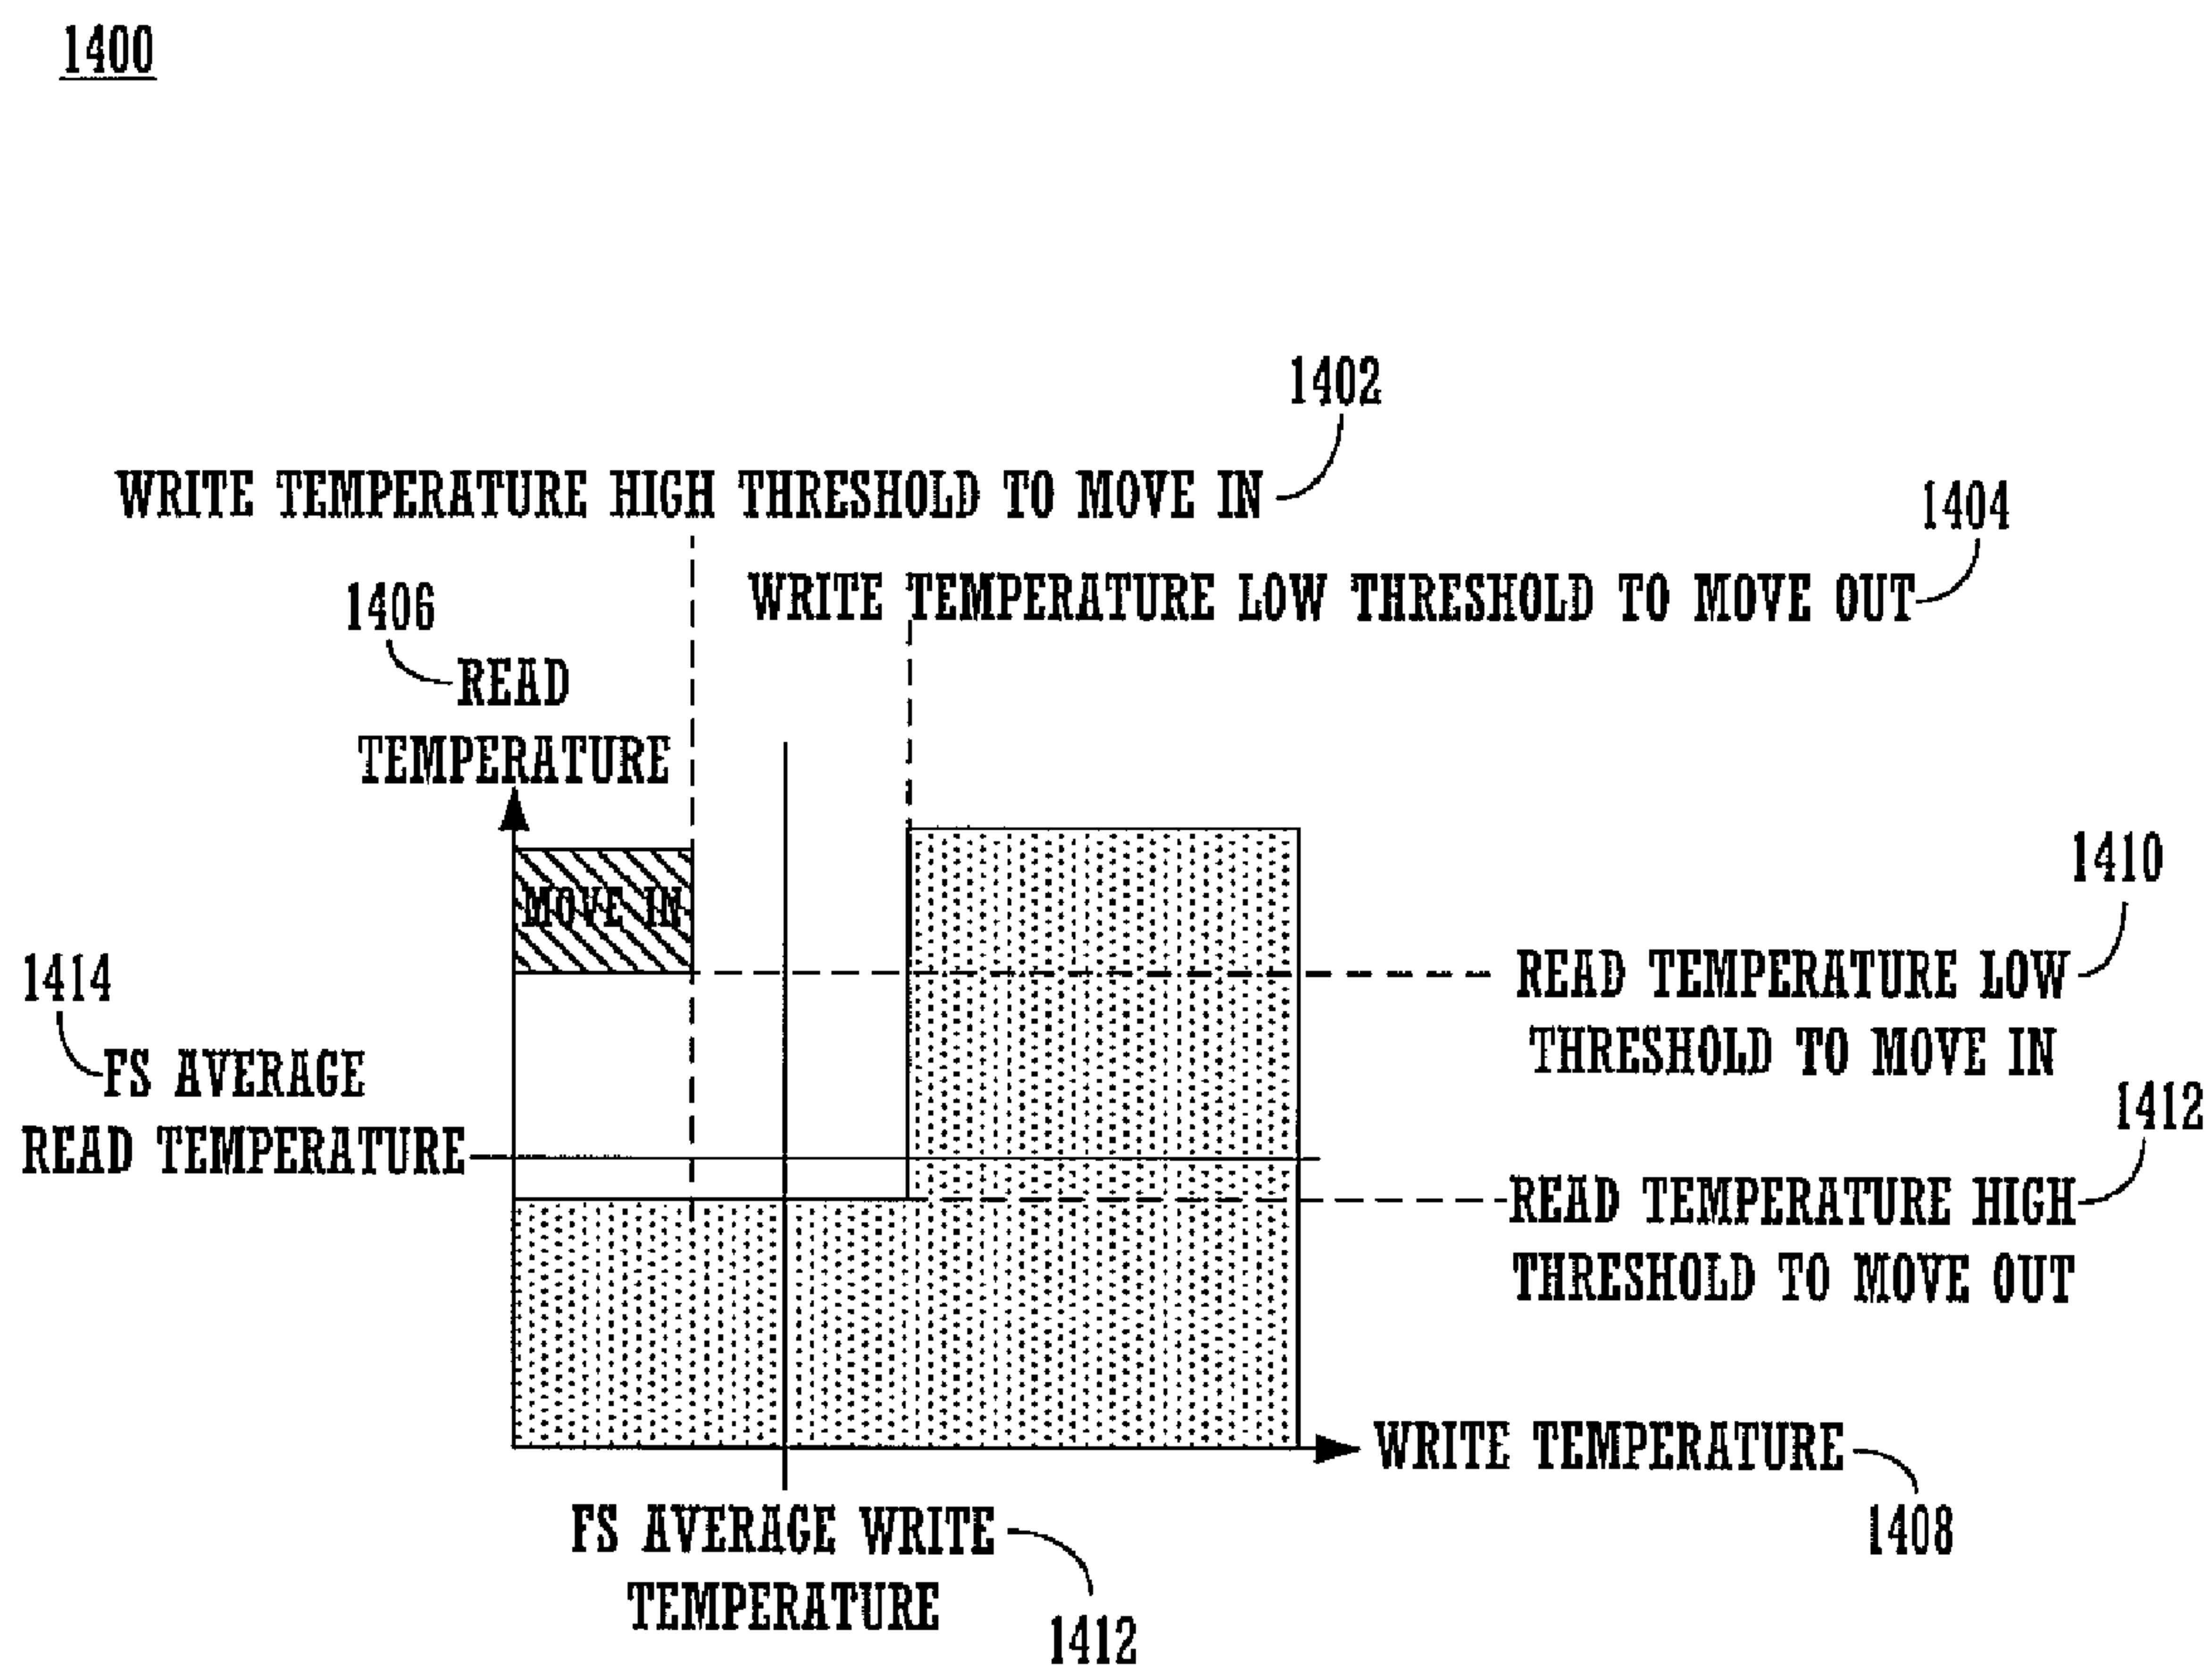 1400
1402
WRITE TEMPERATURE HIGH THRESHOLD TO MOVE IN
1404
WRITE TEMPERATURE LOW THRESHOLD TO MOVE OUT
1406
READ
TEMPERATURE
MOVE IN
1410
READ TEMPERATURE LOW
THRESHOLD TO MOVE IN
1414
FS AVERAGE
READ TEMPERATURE
1412
READ TEMPERATURE HIGH
THRESHOLD TO MOVE OUT
WRITE TEMPERATURE
1408
FS AVERAGE WRITE
TEMPERATURE
1412